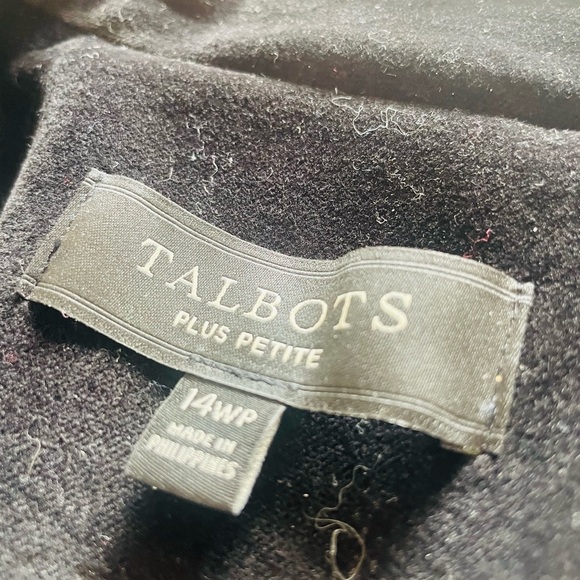 TALBOTS
PLUS PETITE
14WP
MADE IN
PHILIPPINES